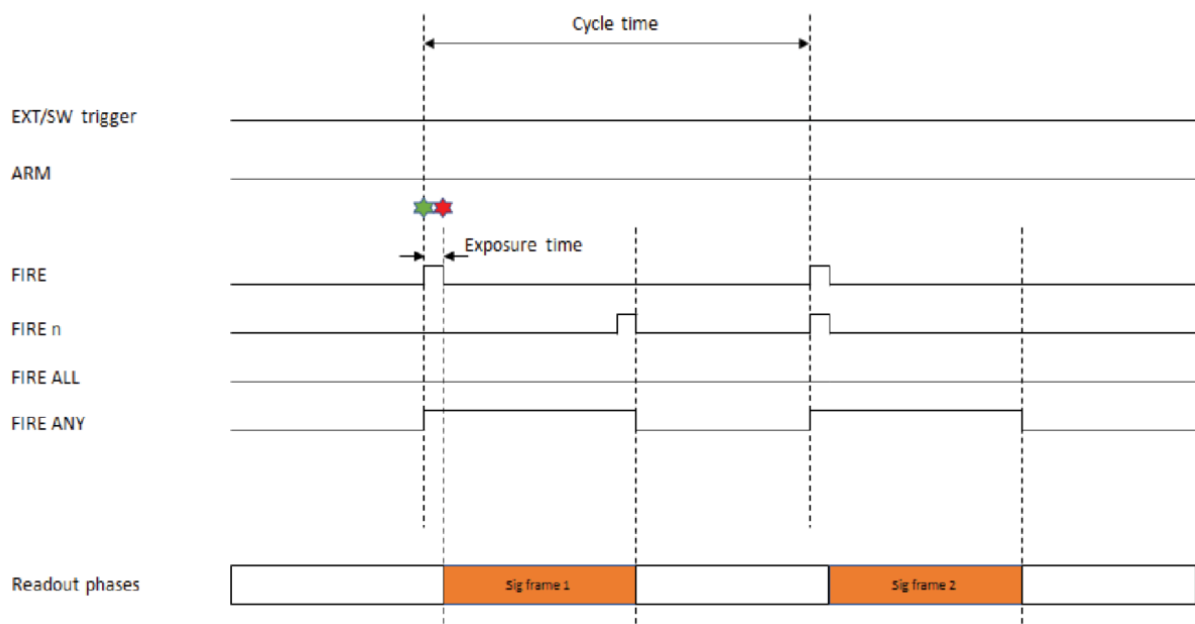 Cycle time
EXT/SW trigger
ARM
Exposure time
FIRE
FIRE n
FIRE ALL
FIRE ANY
Readout phases
Sig frame 1
Sig frame 2